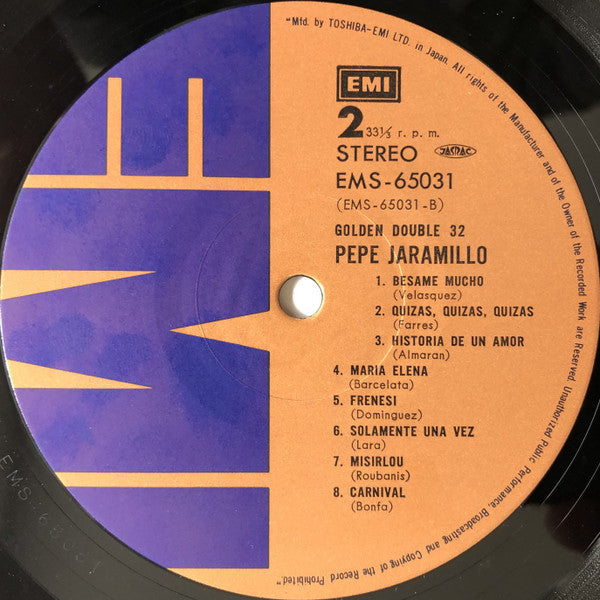 "Mfd. by TOSHIBA-EMI LTD. in Japan. All rights of the Manufacturer and of the Owner of the Recorded Work are Reserved. Unauthorized Public Performance, Broadcasting and Copying of the Record Prohibited."
EMI
2 33⅓ r. p. m.
STEREO JASRAC
EMS-65031
(EMS-65031-B)
GOLDEN DOUBLE 32
PEPE JARAMILLO
1. BESAME MUCHO
(Velasquez)
2. QUIZAS, QUIZAS, QUIZAS
(Farres)
3. HISTORIA DE UN AMOR
(Almaran)
4. MARIA ELENA
(Barcelata)
5. FRENESI
(Dominguez)
6. SOLAMENTE UNA VEZ
(Lara)
7. MISIRLOU
(Roubanis)
8. CARNIVAL
(Bonfa)